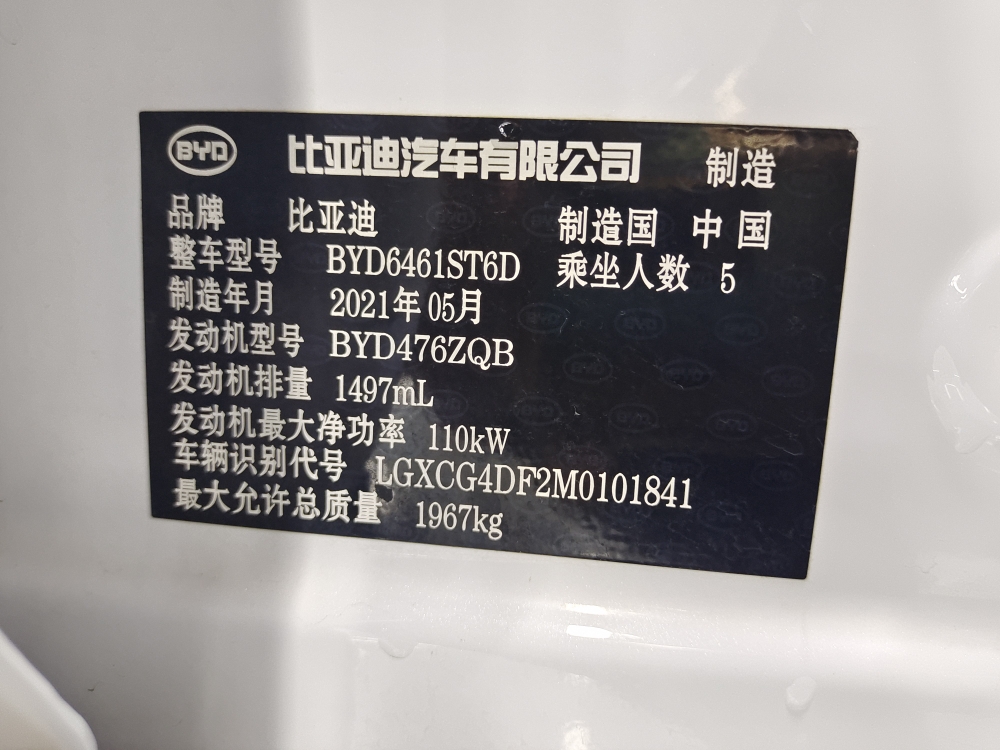 BYD 比亚迪汽车有限公司 制造
品牌 比亚迪 制造国 中国
整车型号 BYD6461ST6D 乘坐人数 5
制造年月 2021年05月
发动机型号 BYD476ZQB
发动机排量 1497mL
发动机最大净功率 110kW
车辆识别代号 LGXCG4DF2M0101841
最大允许总质量 1967kg